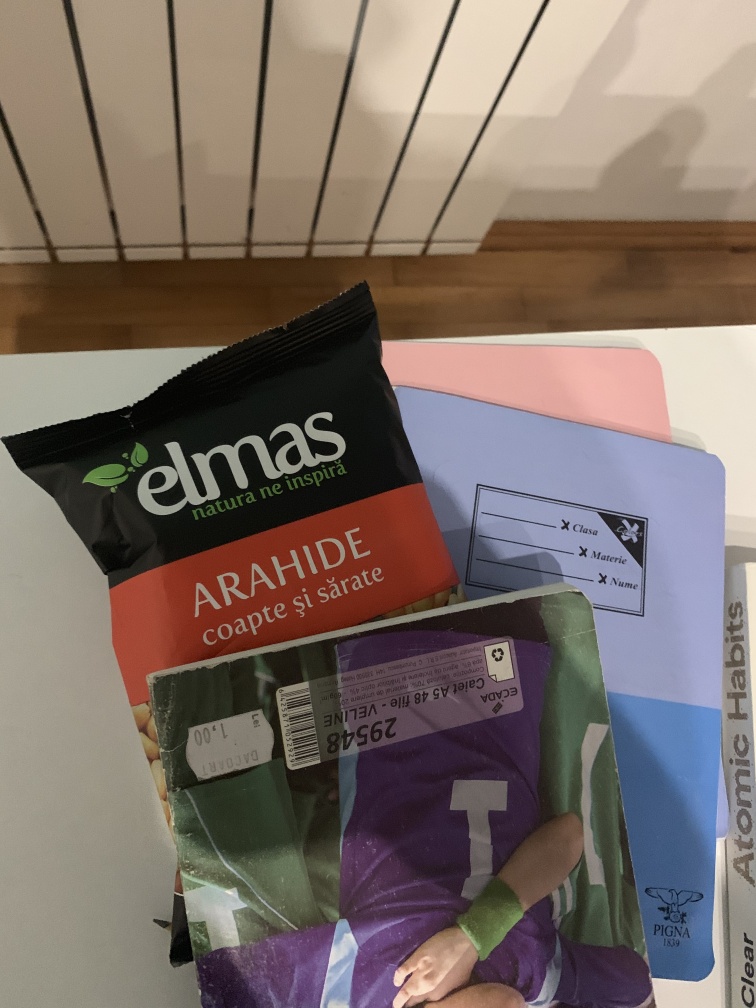 elmas
natura ne inspiră
ARAHIDE
coapte şi sărate
Clasa
Materie
Nume
PIGNA
1839
Atomic Habits
Clear
ECADA
Caiet A5 48 file - VELINE
29548
Lei
1,00
DACOART